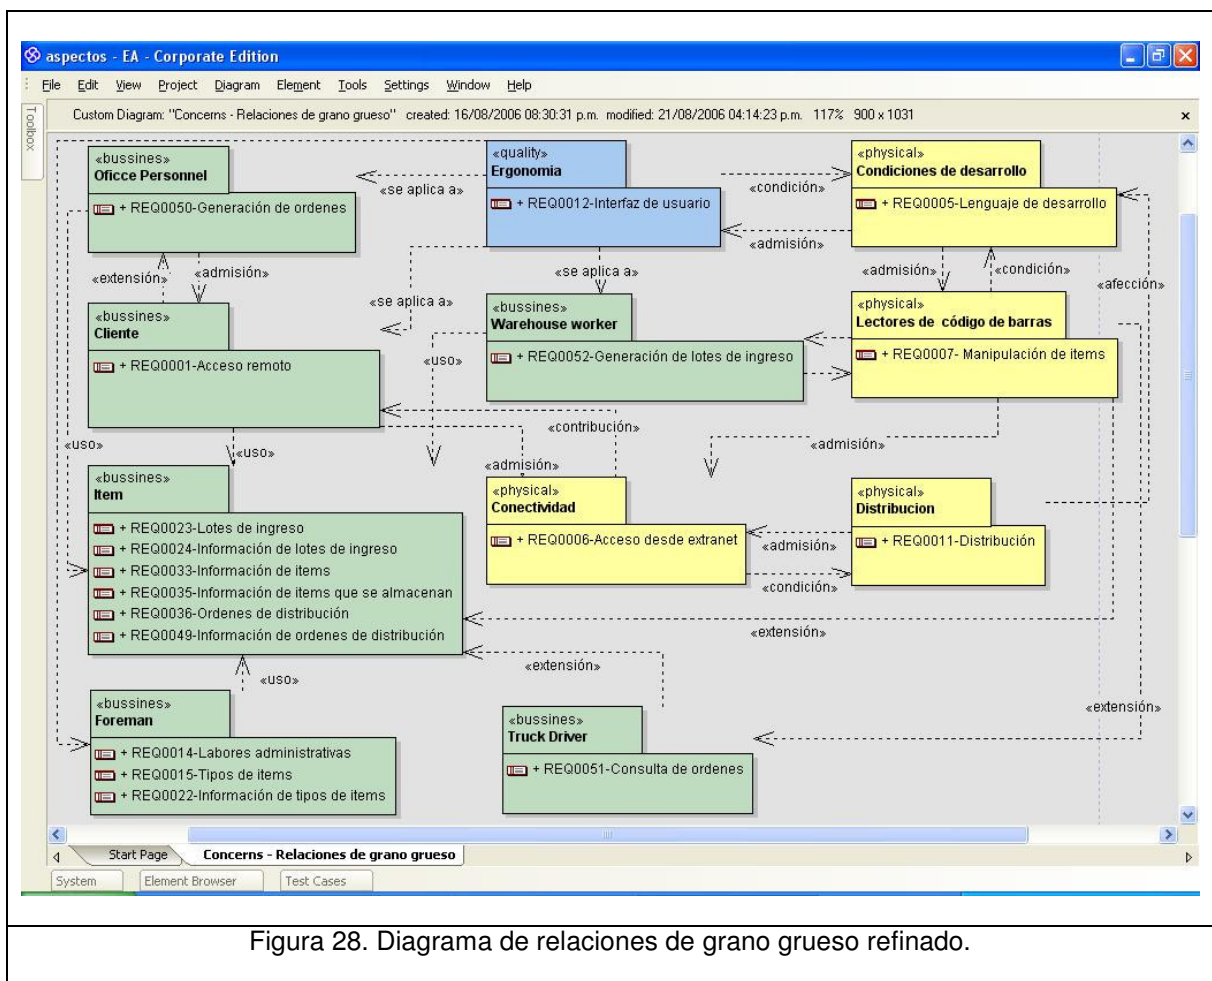 aspectos - EA - Corporate Edition
File Edit View Project Diagram Element Tools Settings Window Help
Toolbox
Custom Diagram: "Concerns - Relaciones de grano grueso" created: 16/08/2006 08:30:31 p.m. modified: 21/08/2006 04:14:23 p.m. 117% 900 x 1031
«bussines»
Oficce Personnel
+ REQ0050-Generación de ordenes
«se aplica a»
«quality»
Ergonomia
+ REQ0012-Interfaz de usuario
«condición»
«admisión»
«physical»
Condiciones de desarrollo
+ REQ0005-Lenguaje de desarrollo
«extensión»
«admisión»
«se aplica a»
«se aplica a»
«admisión»
«condición»
«afección»
«bussines»
Cliente
+ REQ0001-Acceso remoto
«uso»
«bussines»
Warehouse worker
+ REQ0052-Generación de lotes de ingreso
«physical»
Lectores de código de barras
+ REQ0007- Manipulación de items
«contribución»
«admisión»
«uso»
«uso»
«admisión»
«bussines»
Item
+ REQ0023-Lotes de ingreso
+ REQ0024-Información de lotes de ingreso
+ REQ0033-Información de items
+ REQ0035-Información de items que se almacenan
+ REQ0036-Ordenes de distribución
+ REQ0049-Información de ordenes de distribución
«physical»
Conectividad
+ REQ0006-Acceso desde extranet
«admisión»
«condición»
«physical»
Distribucion
+ REQ0011-Distribución
«extensión»
«extensión»
«uso»
«extensión»
«bussines»
Foreman
+ REQ0014-Labores administrativas
+ REQ0015-Tipos de items
+ REQ0022-Información de tipos de items
«bussines»
Truck Driver
+ REQ0051-Consulta de ordenes
Start Page Concerns - Relaciones de grano grueso
System Element Browser Test Cases
Figura 28. Diagrama de relaciones de grano grueso refinado.